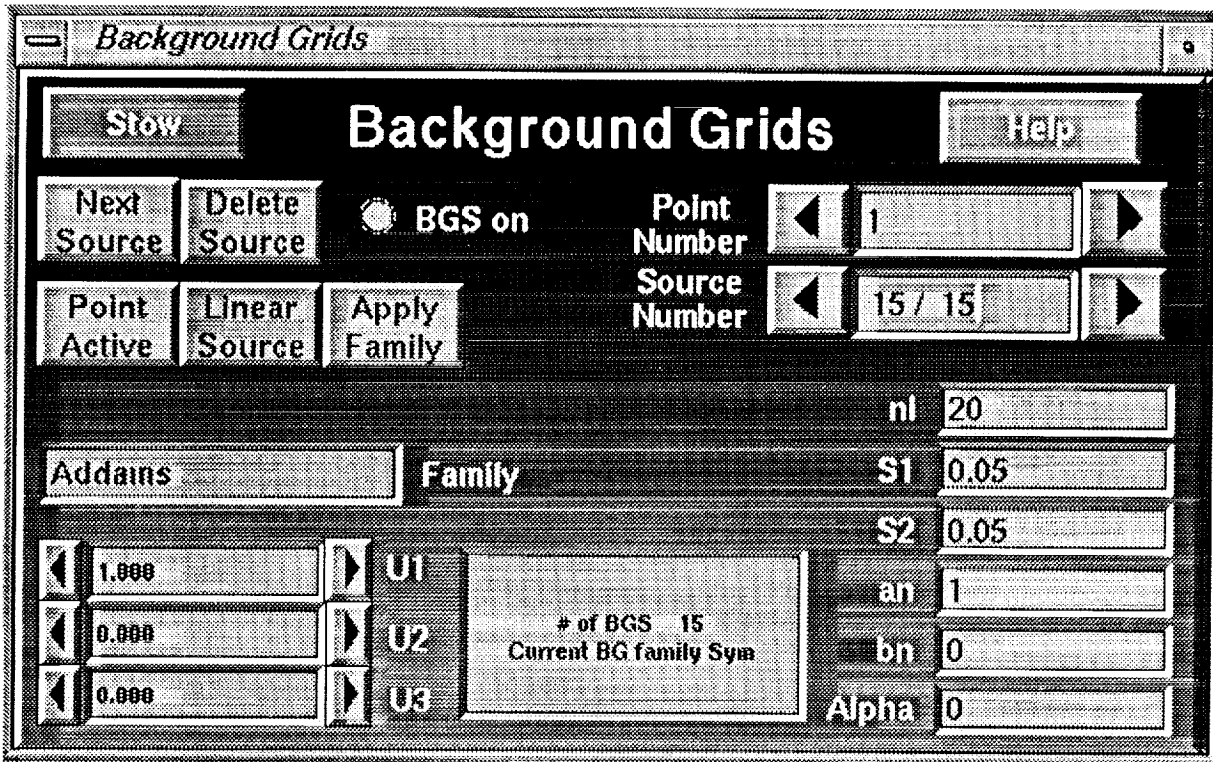 Background Grids
Stow
Background Grids
Help
Next
Source
Delete
Source
BGS on
Point
Number
1
Source
Number
15 / 15
Point
Active
Linear
Source
Apply
Family
nl
20
Addams
Family
S1
0.05
S2
0.05
1.000
U1
an
1
0.000
U2
# of BGS 15
Current BG family Sym
bn
0
0.000
U3
Alpha
0